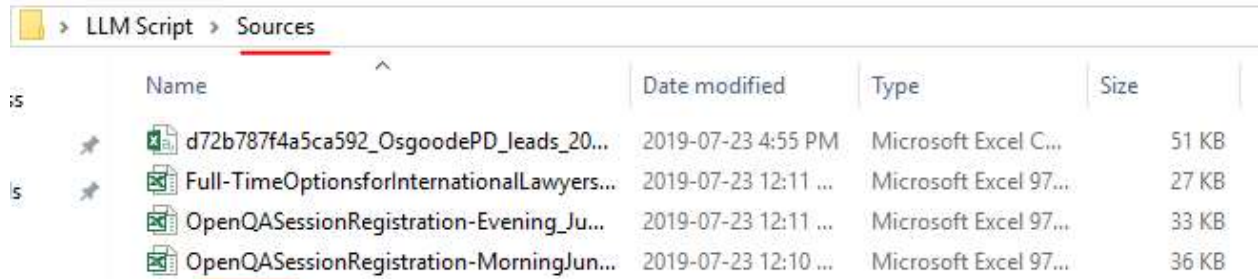 LLM Script > Sources
Name Date modified Type Size
ss
d72b787f4a5ca592_OsgoodePD_leads_20... 2019-07-23 4:55 PM Microsoft Excel C... 51 KB
Full-TimeOptionsforInternationalLawyers... 2019-07-23 12:11 ... Microsoft Excel 97... 27 KB
ls
OpenQASessionRegistration-Evening_Ju... 2019-07-23 12:11 ... Microsoft Excel 97... 33 KB
OpenQASessionRegistration-MorningJun... 2019-07-23 12:10 ... Microsoft Excel 97... 36 KB